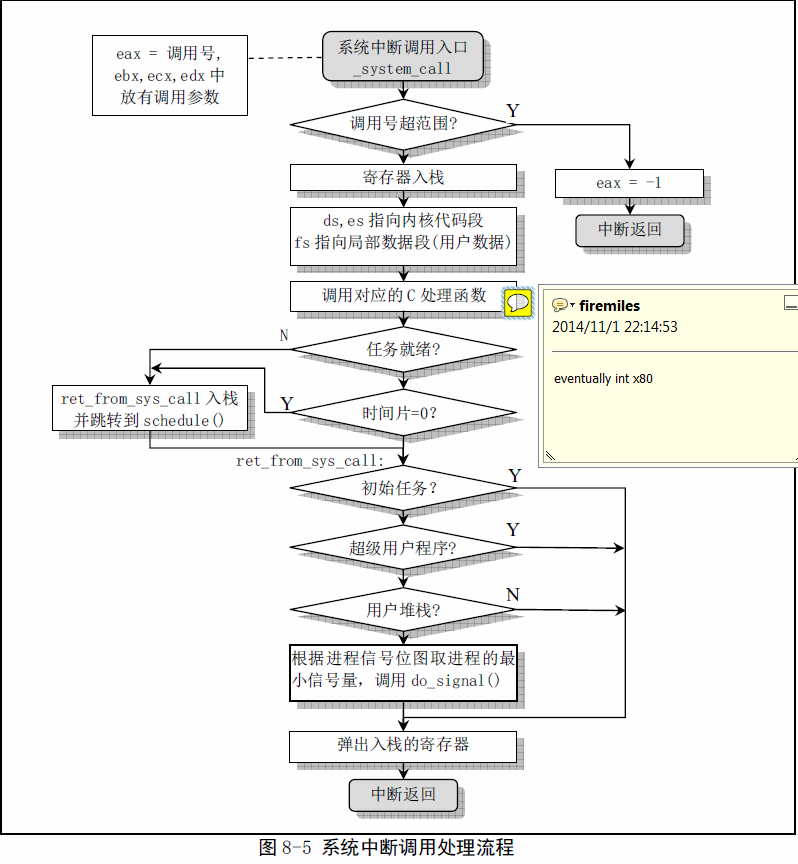 eax = 调用号,
ebx,ecx,edx 中
放有调用参数
系统中断调用入口
_system_call
调用号超范围?
Y
寄存器入栈
eax = -1
ds,es 指向内核代码段
fs 指向局部数据段(用户数据)
中断返回
调用对应的 C 处理函数
firemiles
2014/11/1 22:14:53
eventually int x80
N
任务就绪?
ret_from_sys_call 入栈
并跳转到 schedule()
Y
时间片=0?
ret_from_sys_call:
初始任务?
Y
超级用户程序?
Y
用户堆栈?
N
根据进程信号位图取进程的最
小信号量, 调用 do_signal()
弹出入栈的寄存器
中断返回
图 8-5 系统中断调用处理流程